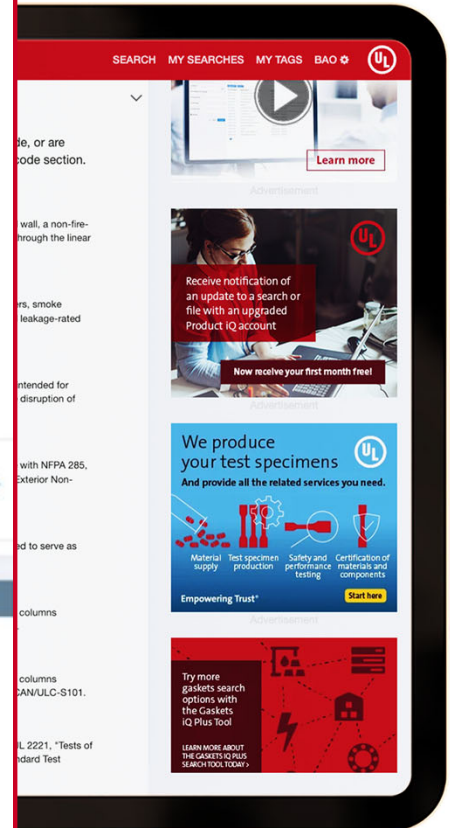 SEARCH MY SEARCHES MY TAGS BAO
UL
de, or are
code section.
wall, a non-fire-
through the linear
ers, smoke
leakage-rated
ntended for
disruption of
with NFPA 285,
Exterior Non-
ed to serve as
columns
columns
CAN/ULC-S101.
UL 2221, "Tests of
ndard Test
Learn more
Advertisement
UL
Receive notification of
an update to a search or
file with an upgraded
Product iQ account
Now receive your first month free!
Advertisement
We produce
your test specimens
UL
And provide all the related services you need.
Material
supply
Test specimen
production
Safety and
performance
testing
Certification of
materials and
components
Empowering Trust®
Start here
Advertisement
Try more
gaskets search
options with
the Gaskets
iQ Plus Tool
LEARN MORE ABOUT
THE GASKETS IQ PLUS
SEARCH TOOL TODAY >